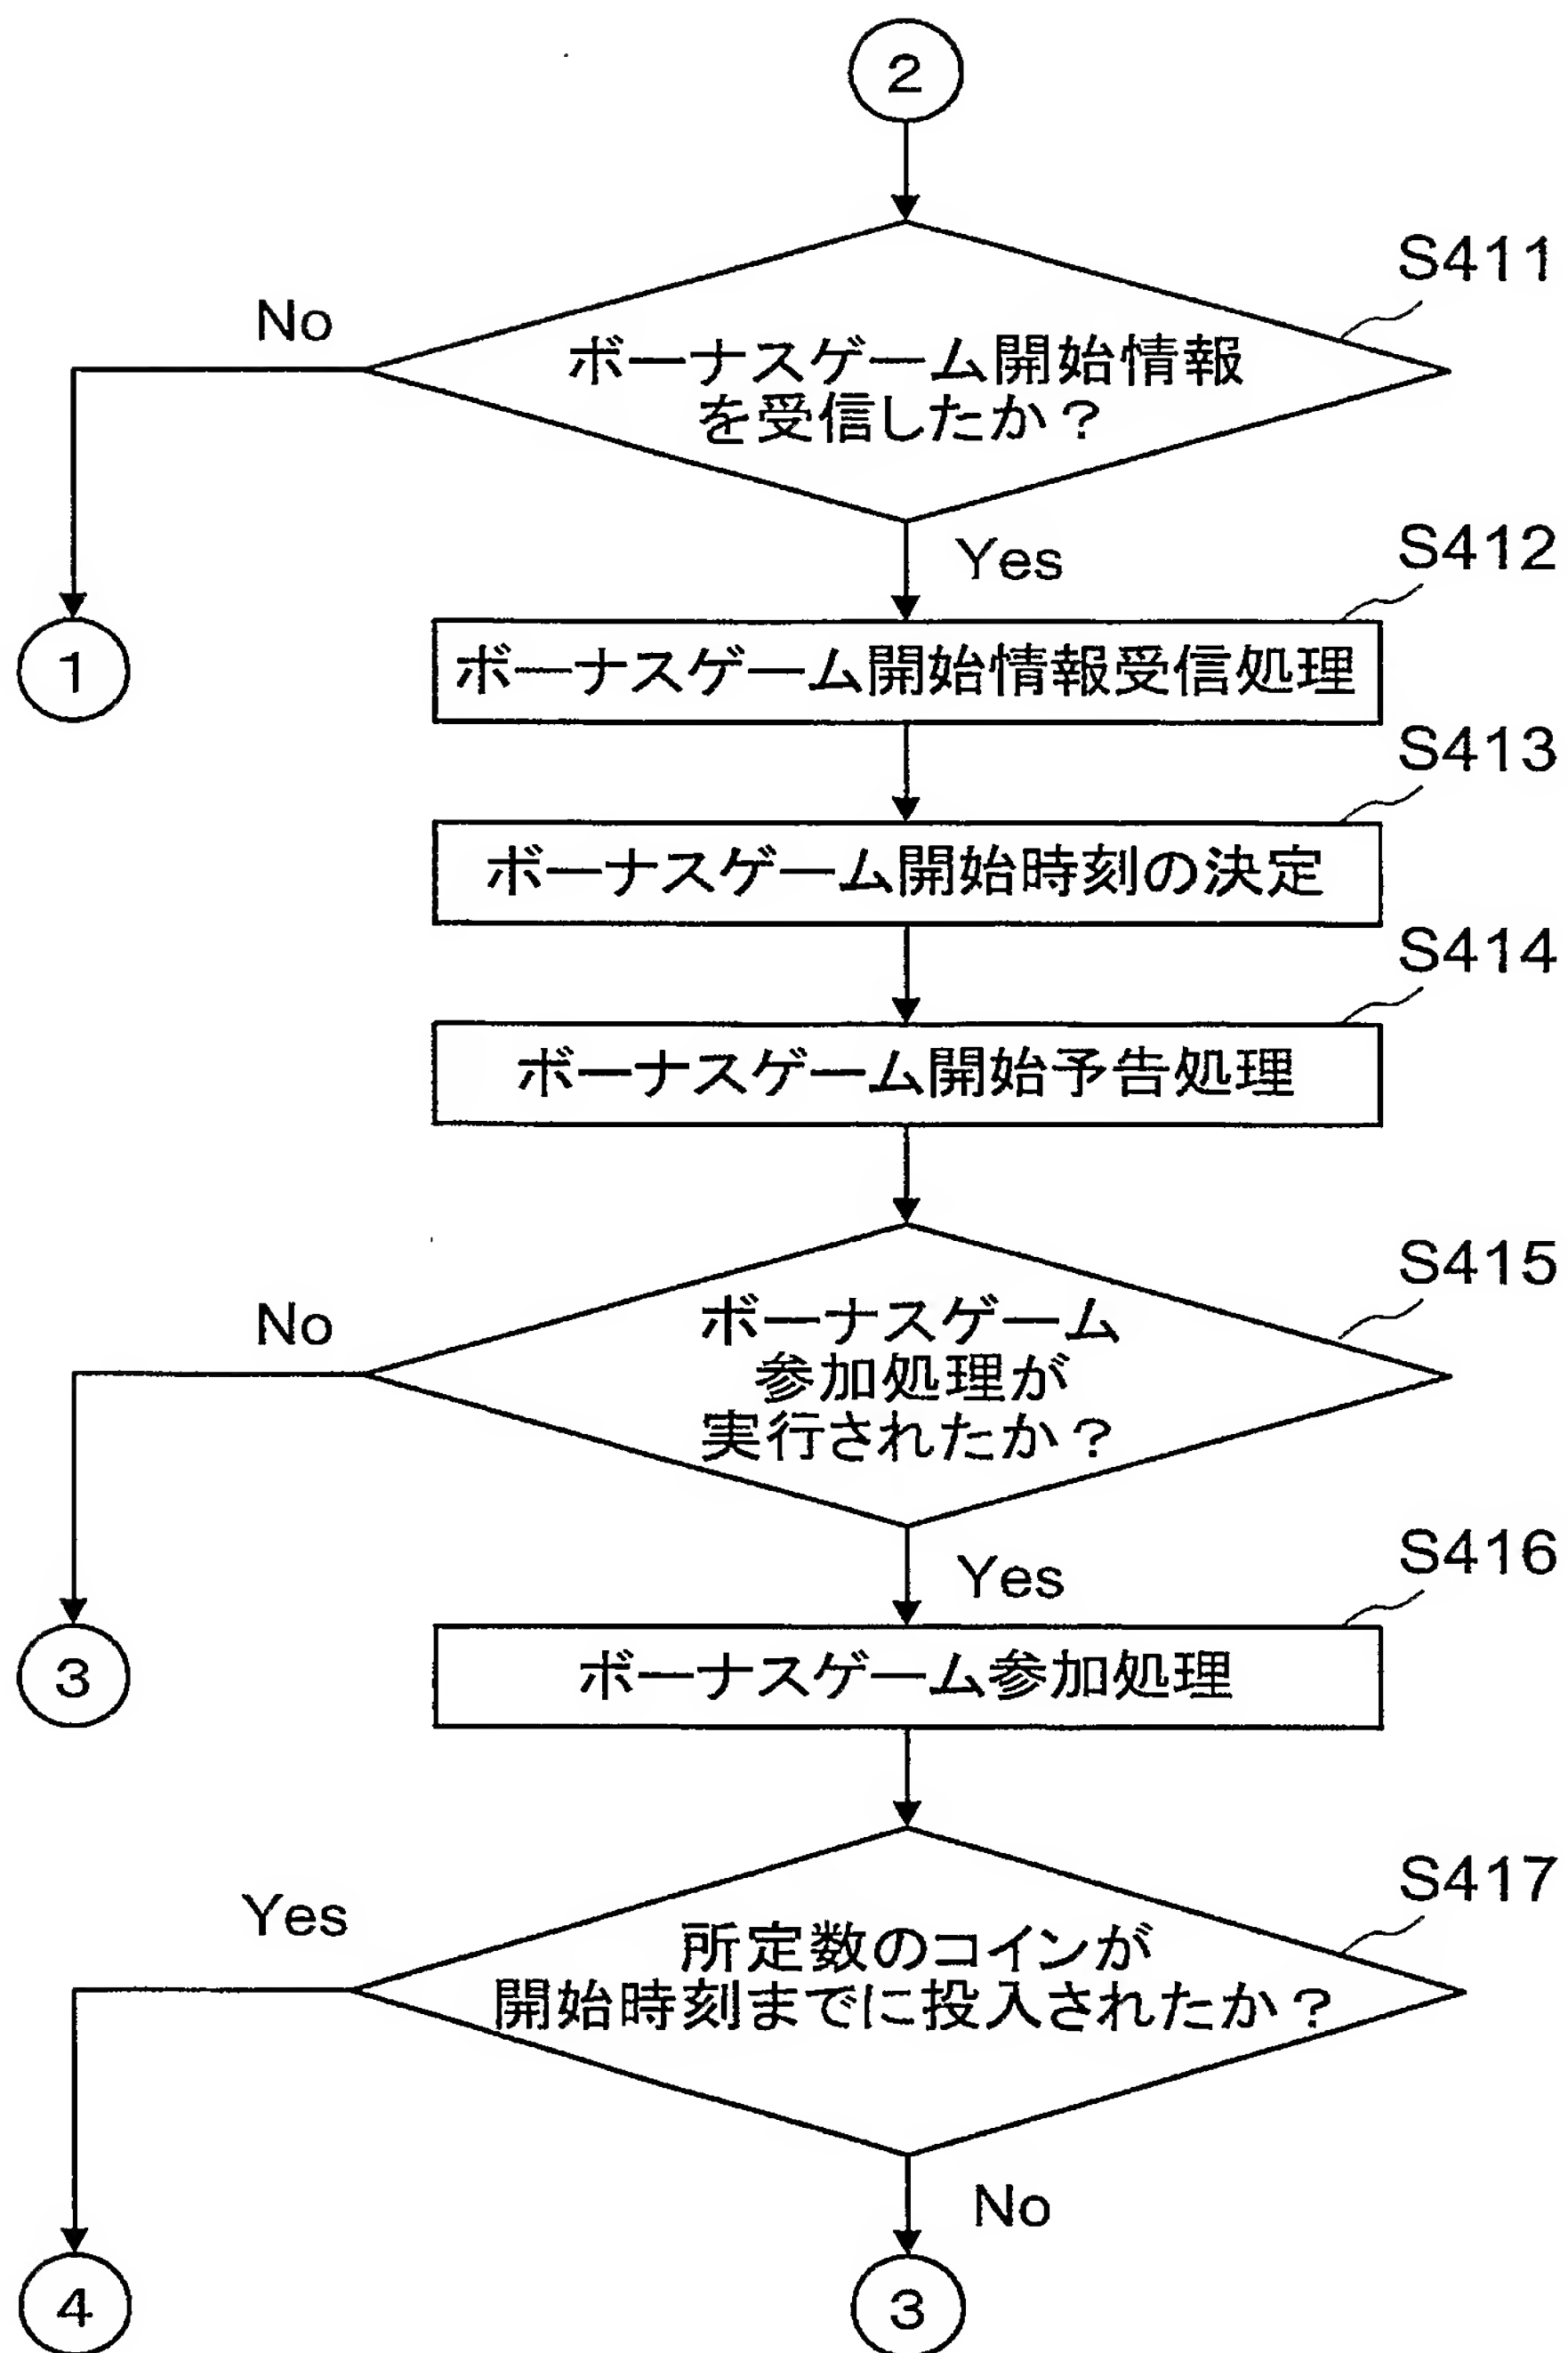 2
S411
No
ボーナスゲーム開始情報
を受信したか？
Yes
S412
1
ボーナスゲーム開始情報受信処理
S413
ボーナスゲーム開始時刻の決定
S414
ボーナスゲーム開始予告処理
S415
No
ボーナスゲーム
参加処理が
実行されたか？
Yes
S416
3
ボーナスゲーム参加処理
S417
Yes
所定数のコインが
開始時刻までに投入されたか？
No
4
3